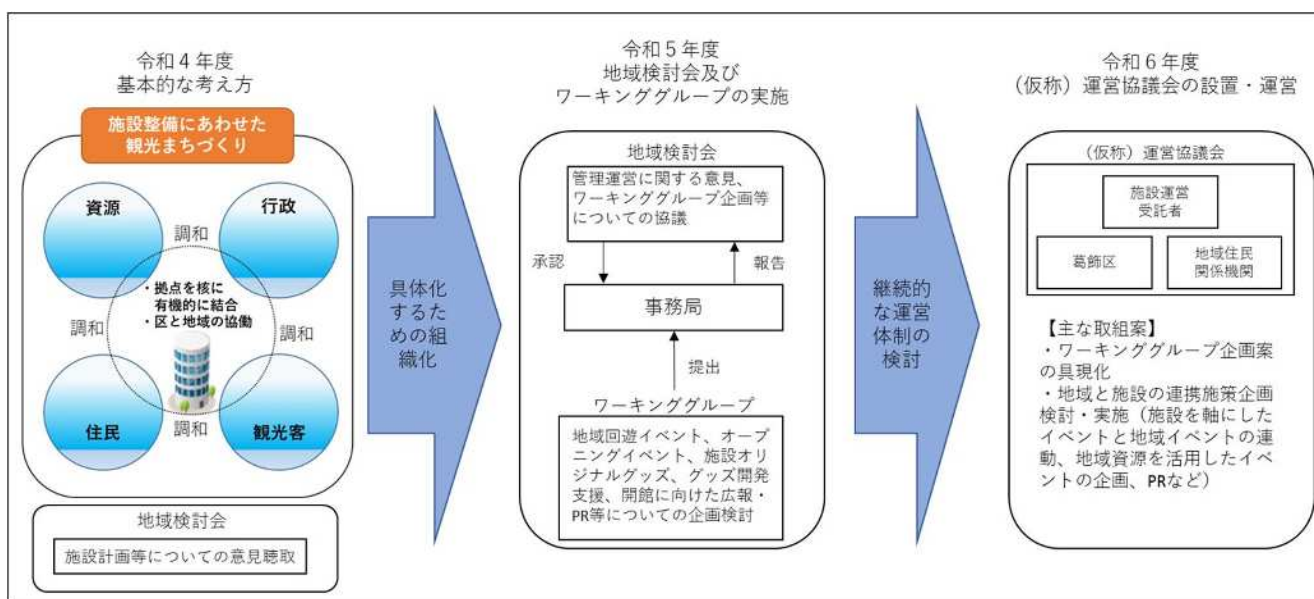 令和４年度
基本的な考え方
施設整備にあわせた
観光まちづくり
資源
行政
調和
・拠点を核に
有機的に結合
・区と地域の協働
調和
調和
住民
調和
観光客
地域検討会
施設計画等についての意見聴取
具体化
するた
めの組
織化
令和５年度
地域検討会及び
ワーキンググループの実施
地域検討会
管理運営に関する意見、
ワーキンググループ企画等
についての協議
承認
報告
事務局
提出
ワーキンググループ
地域回遊イベント、オープ
ニングイベント、施設オリ
ジナルグッズ、グッズ開発
支援、開館に向けた広報・
PR等についての企画検討
継続的
な運営
体制の
検討
令和６年度
（仮称）運営協議会の設置・運営
（仮称）運営協議会
施設運営
受託者
葛飾区
地域住民
関係機関
【主な取組案】
・ワーキンググループ企画案
の具現化
・地域と施設の連携施策企画
検討・実施（施設を軸にした
イベントと地域イベントの連
動、地域資源を活用したイベ
ントの企画、PRなど）